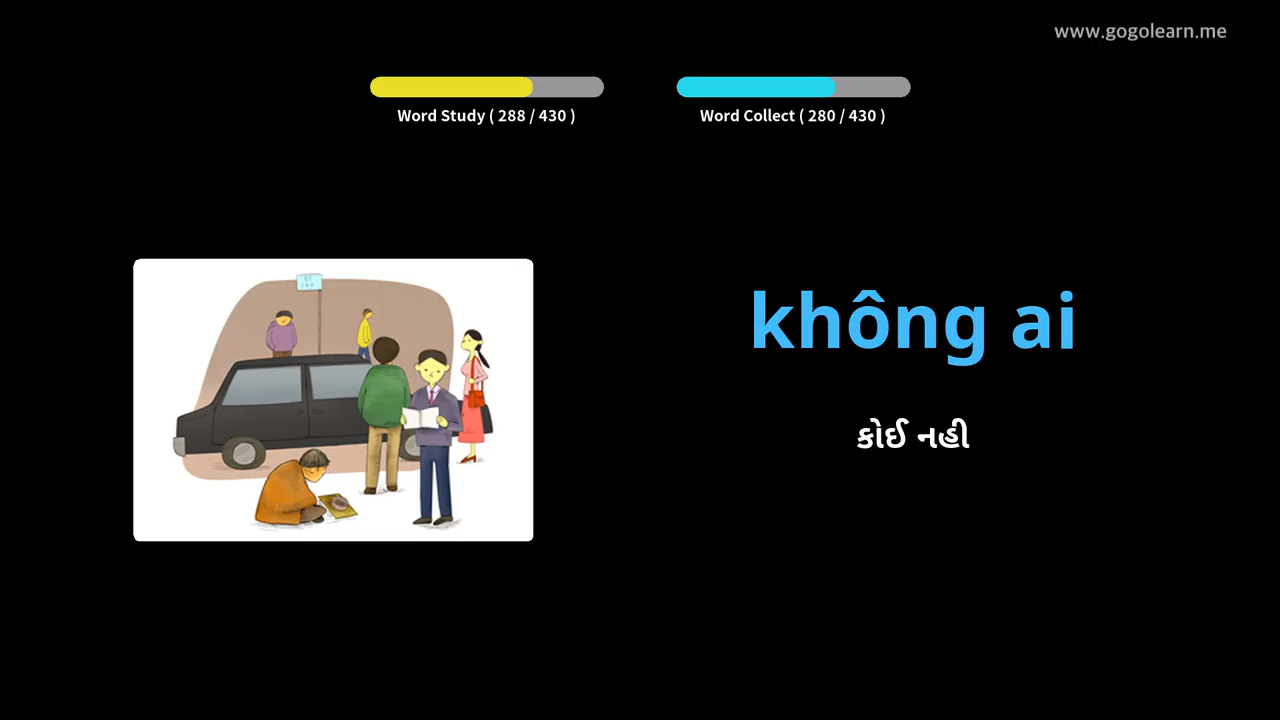 www.gogolearn.me
Word Study ( 288 / 430 )
Word Collect ( 280 / 430 )
không ai
કોઈ નહી